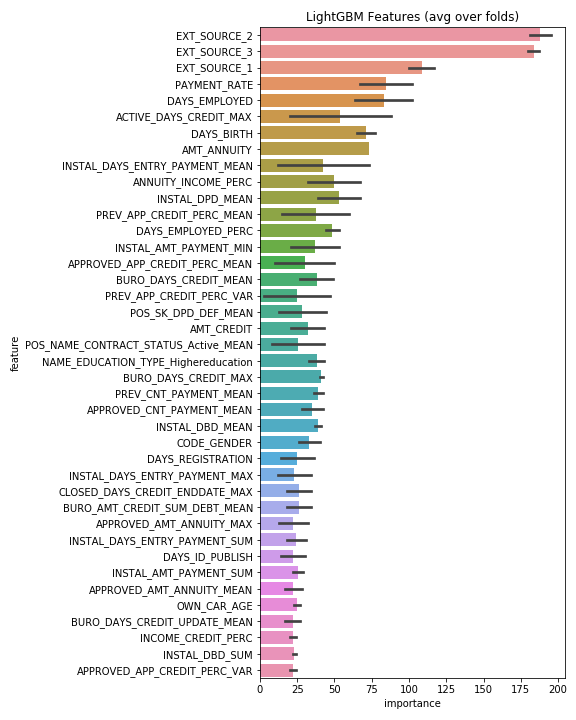 LightGBM Features (avg over folds)
feature
EXT_SOURCE_2
EXT_SOURCE_3
EXT_SOURCE_1
PAYMENT_RATE
DAYS_EMPLOYED
ACTIVE_DAYS_CREDIT_MAX
DAYS_BIRTH
AMT_ANNUITY
INSTAL_DAYS_ENTRY_PAYMENT_MEAN
ANNUITY_INCOME_PERC
INSTAL_DPD_MEAN
PREV_APP_CREDIT_PERC_MEAN
DAYS_EMPLOYED_PERC
INSTAL_AMT_PAYMENT_MIN
APPROVED_APP_CREDIT_PERC_MEAN
BURO_DAYS_CREDIT_MEAN
PREV_APP_CREDIT_PERC_VAR
POS_SK_DPD_DEF_MEAN
AMT_CREDIT
POS_NAME_CONTRACT_STATUS_Active_MEAN
NAME_EDUCATION_TYPE_Highereducation
BURO_DAYS_CREDIT_MAX
PREV_CNT_PAYMENT_MEAN
APPROVED_CNT_PAYMENT_MEAN
INSTAL_DBD_MEAN
CODE_GENDER
DAYS_REGISTRATION
INSTAL_DAYS_ENTRY_PAYMENT_MAX
CLOSED_DAYS_CREDIT_ENDDATE_MAX
BURO_AMT_CREDIT_SUM_DEBT_MEAN
APPROVED_AMT_ANNUITY_MAX
INSTAL_DAYS_ENTRY_PAYMENT_SUM
DAYS_ID_PUBLISH
INSTAL_AMT_PAYMENT_SUM
APPROVED_AMT_ANNUITY_MEAN
OWN_CAR_AGE
BURO_DAYS_CREDIT_UPDATE_MEAN
INCOME_CREDIT_PERC
INSTAL_DBD_SUM
APPROVED_APP_CREDIT_PERC_VAR
0 25 50 75 100 125 150 175 200
importance